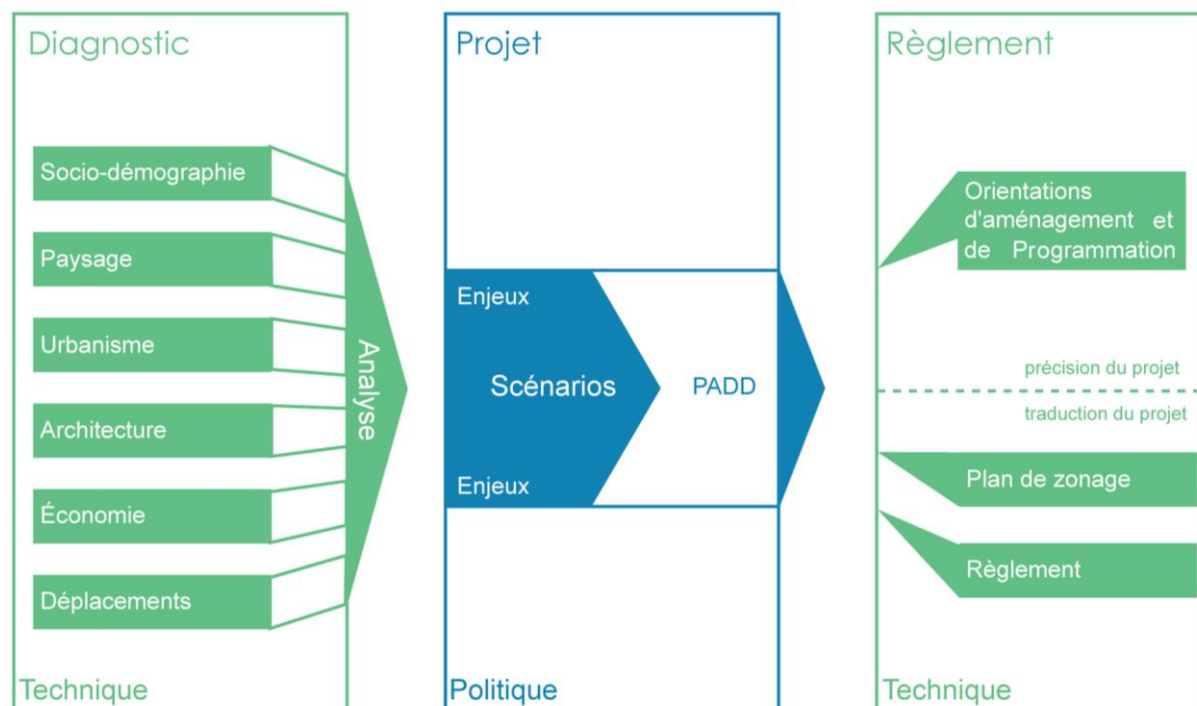 Diagnostic
Socio-démographie
Paysage
Urbanisme
Architecture
Économie
Déplacements
Analyse
Technique
Projet
Enjeux
Scénarios
PADD
Enjeux
Politique
Règlement
Orientations
d'aménagement et
de Programmation
précision du projet
traduction du projet
Plan de zonage
Règlement
Technique